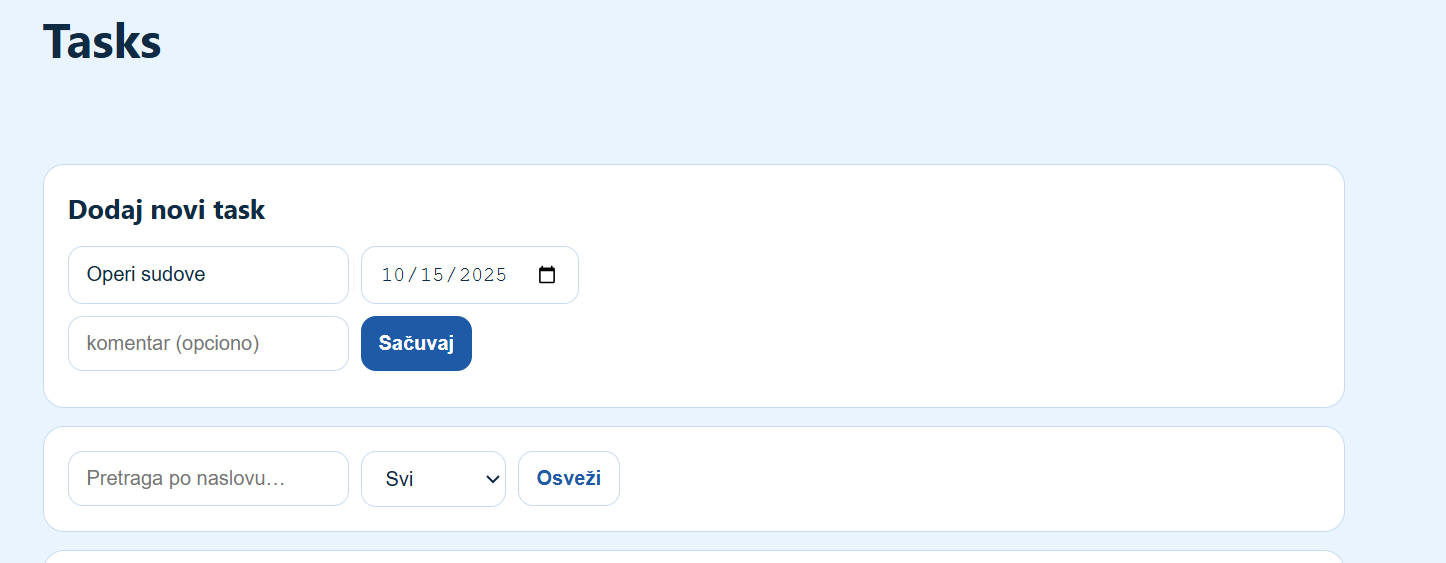 Tasks
Dodaj novi task
Operi sudove 10/15/2025
komentar (opciono) Sačuvaj
Pretraga po naslovu… Svi Osveži